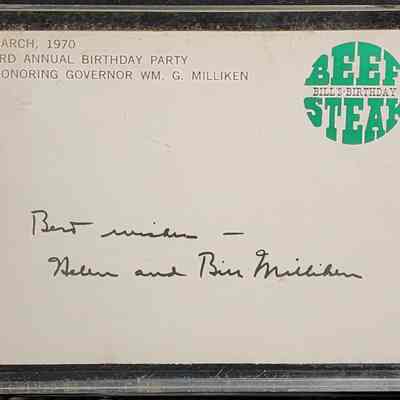 ARCH, 1970
RD ANNUAL BIRTHDAY PARTY
ONORING GOVERNOR WM. G. MILLIKEN
BEEF
BILL'S BIRTHDAY
STEAK
Best wishes —
Helen and Bill Milliken